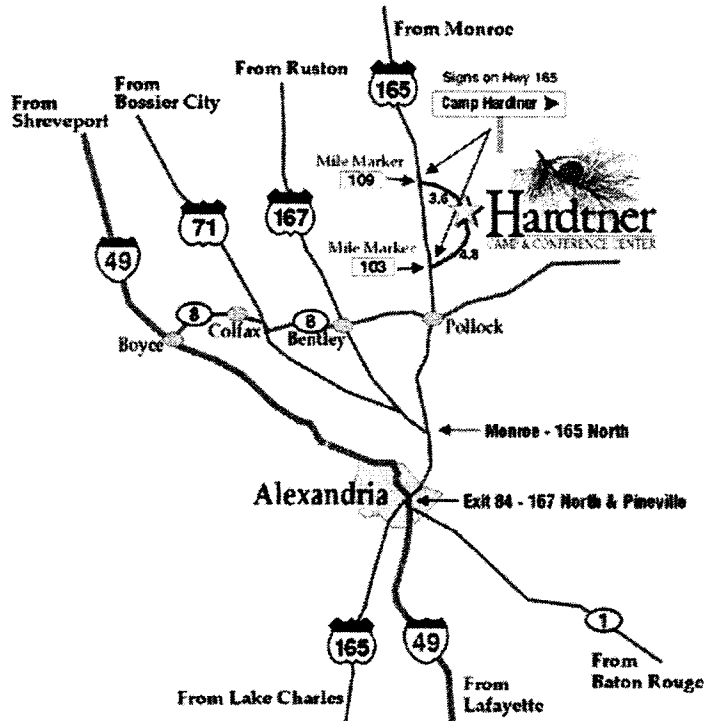 From Monroe
165
From Ruston
From
Bossier City
From
Shreveport
Signs on Hwy 165
Camp Hardtner
Mile Marker
109
3.6
71
167
Hardtner
CAMP & CONFERENCE CENTER
Mile Marker
103
4.8
49
8
Colfax
8
Bentley
Pollock
Boyce
Monroe - 165 North
Alexandria
Exit 84 - 167 North & Pineville
165
49
1
From
Baton Rouge
From Lake Charles
From
Lafayette